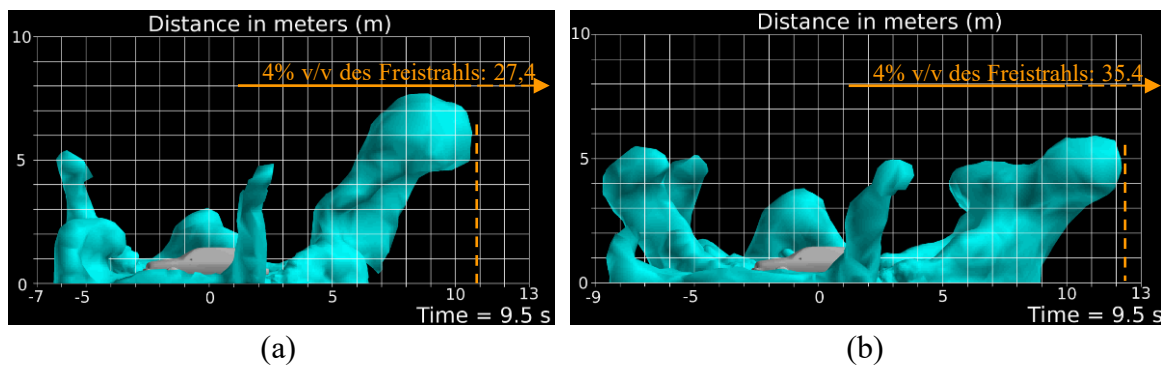 Distance in meters (m)
10
4% v/v des Freistrahls: 27,4
5
0
-7 -5 0 5 10 13
Time = 9.5 s
(a)
Distance in meters (m)
10
4% v/v des Freistrahls: 35.4
5
0
-9 -5 0 5 10 13
Time = 9.5 s
(b)